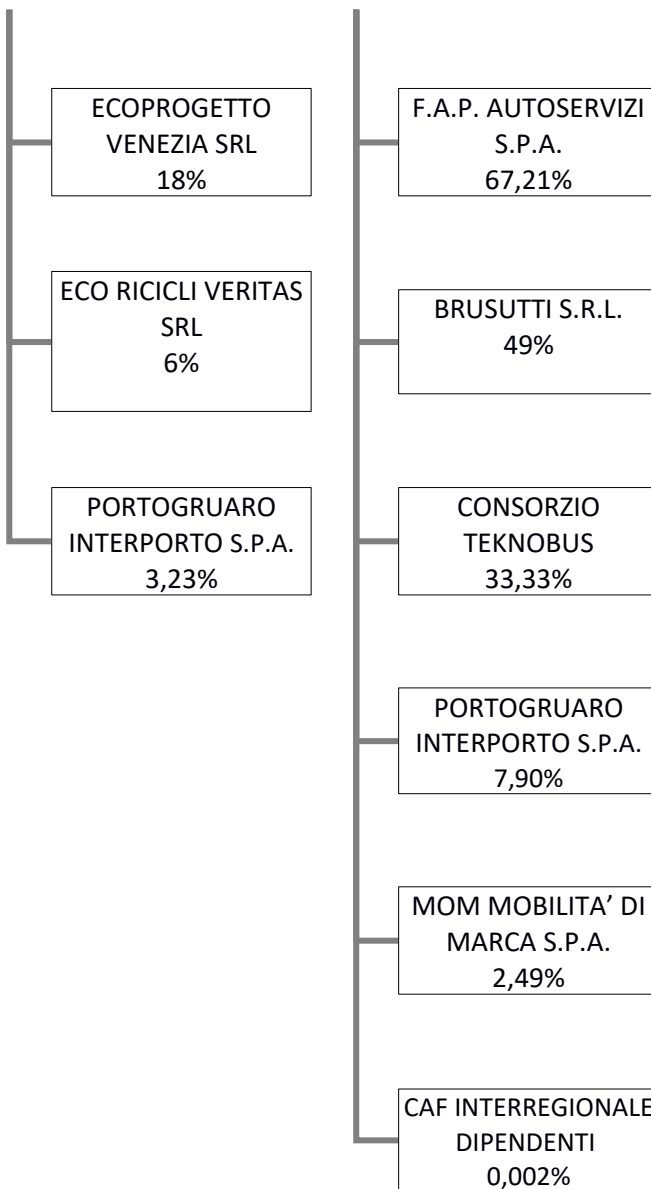 ECOPROGETTO
VENEZIA SRL
18%
ECO RICICLI VERITAS
SRL
6%
PORTOGRUARO
INTERPORTO S.P.A.
3,23%
F.A.P. AUTOSERVIZI
S.P.A.
67,21%
BRUSUTTI S.R.L.
49%
CONSORZIO
TEKNOBUS
33,33%
PORTOGRUARO
INTERPORTO S.P.A.
7,90%
MOM MOBILITA’ DI
MARCA S.P.A.
2,49%
CAF INTERREGIONALE
DIPENDENTI
0,002%